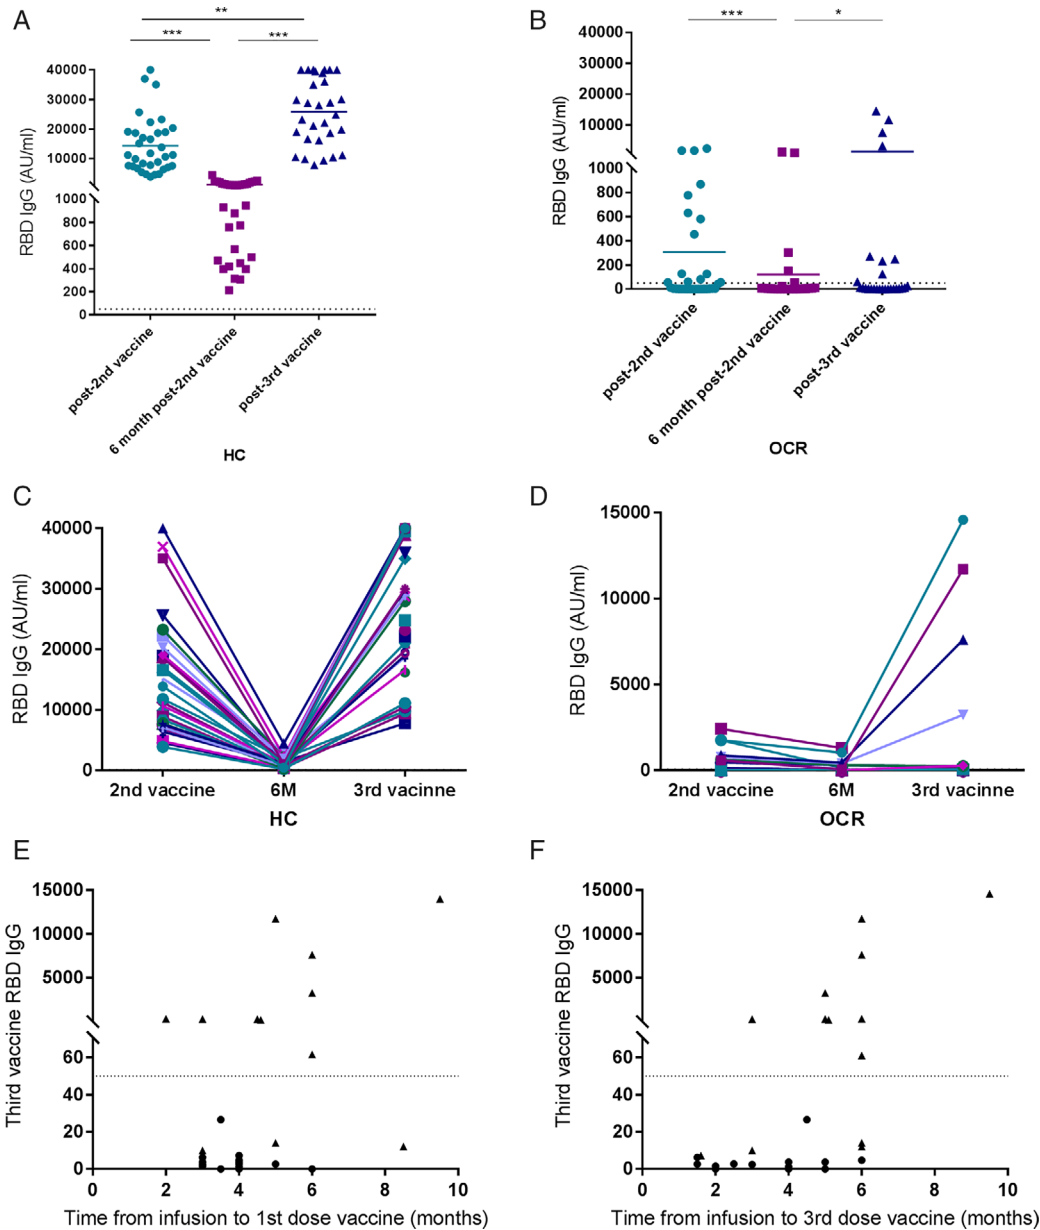 A
B
**
***
***
***
*
RBD IgG (AU/ml)
40000
30000
20000
10000
1000
800
600
400
200
0
post-2nd vaccine
6 month post-2nd vaccine
post-3rd vaccine
HC
RBD IgG (AU/ml)
40000
30000
20000
10000
1000
800
600
400
200
0
post-2nd vaccine
6 month post-2nd vaccine
post-3rd vaccine
OCR
C
D
RBD IgG (AU/ml)
40000
30000
20000
10000
0
2nd vaccine 6M 3rd vacinne
HC
RBD IgG (AU/ml)
15000
10000
5000
0
2nd vaccine 6M 3rd vacinne
OCR
E
F
Third vaccine RBD IgG
15000
10000
5000
60
40
20
0
0 2 4 6 8 10
Time from infusion to 1st dose vaccine (months)
Third vaccine RBD IgG
15000
10000
5000
60
40
20
0
0 2 4 6 8 10
Time from infusion to 3rd dose vaccine (months)